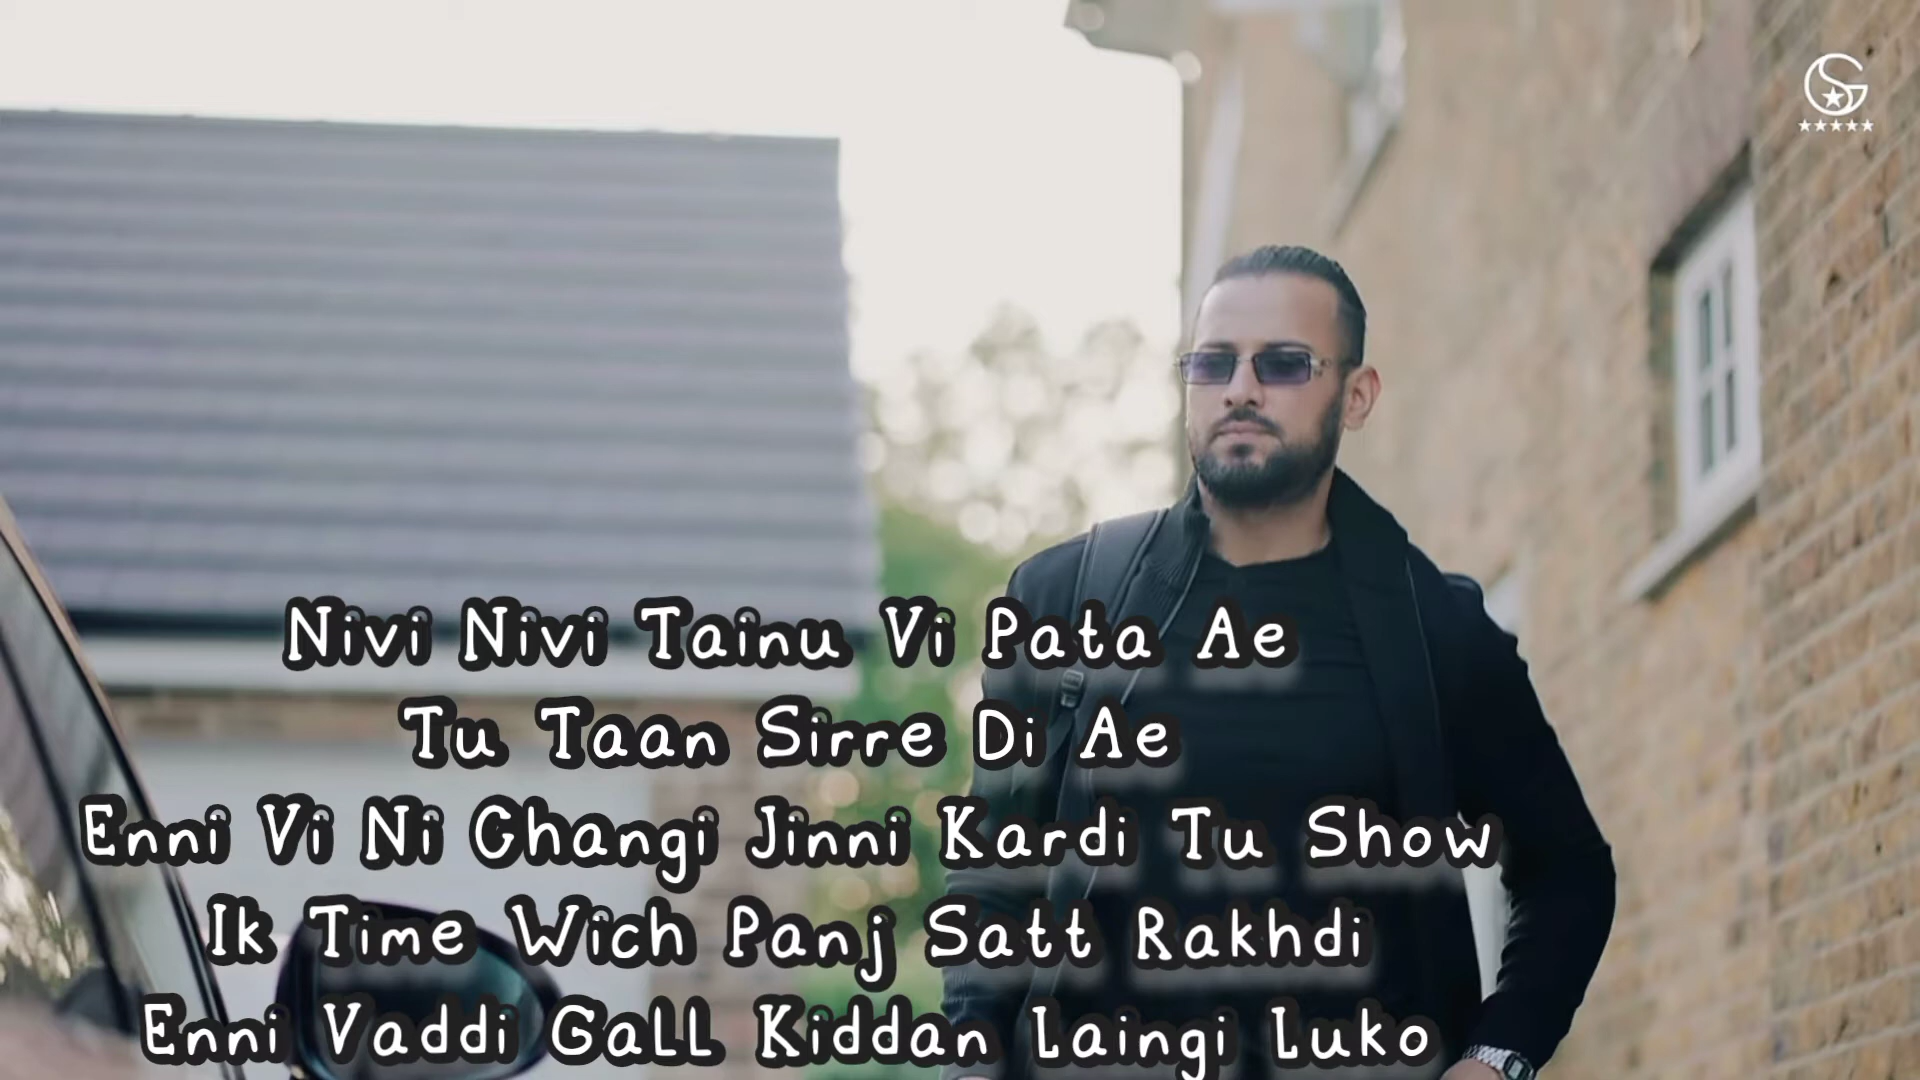 Nivi Nivi Tainu Vi Pata Ae
Tu Taan Sirre Di Ae
Enni Vi Ni Changi Jinni Kardi Tu Show
Ik Time Wich Panj Satt Rakhdi
Enni Vaddi Gall Kiddan Laingi Luko